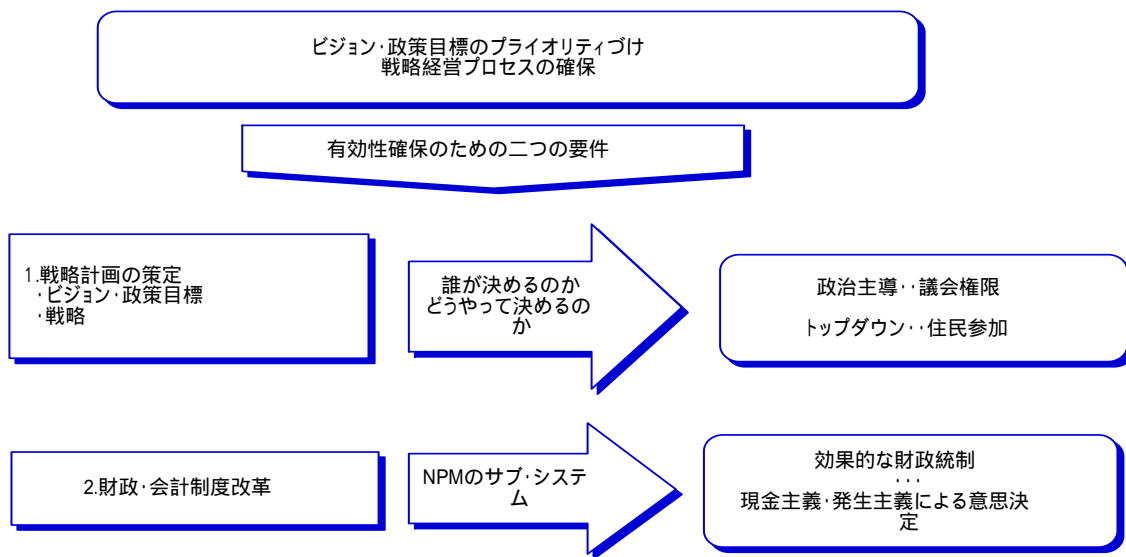 ビジョン・政策目標のプライオリティづけ
戦略経営プロセスの確保
有効性確保のための二つの要件
1.戦略計画の策定
・ビジョン・政策目標
・戦略
誰が決めるのか
どうやって決めるの
か
政治主導・・議会権限
トップダウン・・住民参加
2.財政・会計制度改革
NPMのサブ・システ
ム
効果的な財政統制
・・・
現金主義・発生主義による意思決
定